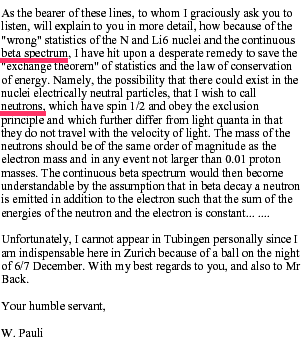 As the bearer of these lines, to whom I graciously ask you to
listen, will explain to you in more detail, how because of the
"wrong" statistics of the N and Li6 nuclei and the continuous
beta spectrum, I have hit upon a desperate remedy to save the
"exchange theorem" of statistics and the law of conservation
of energy. Namely, the possibility that there could exist in the
nuclei electrically neutral particles, that I wish to call
neutrons, which have spin 1/2 and obey the exclusion
principle and which further differ from light quanta in that
they do not travel with the velocity of light. The mass of the
neutrons should be of the same order of magnitude as the
electron mass and in any event not larger than 0.01 proton
masses. The continuous beta spectrum would then become
understandable by the assumption that in beta decay a neutron
is emitted in addition to the electron such that the sum of the
energies of the neutron and the electron is constant... ....
Unfortunately, I cannot appear in Tubingen personally since I
am indispensable here in Zurich because of a ball on the night
of 6/7 December. With my best regards to you, and also to Mr
Back.
Your humble servant,
W. Pauli